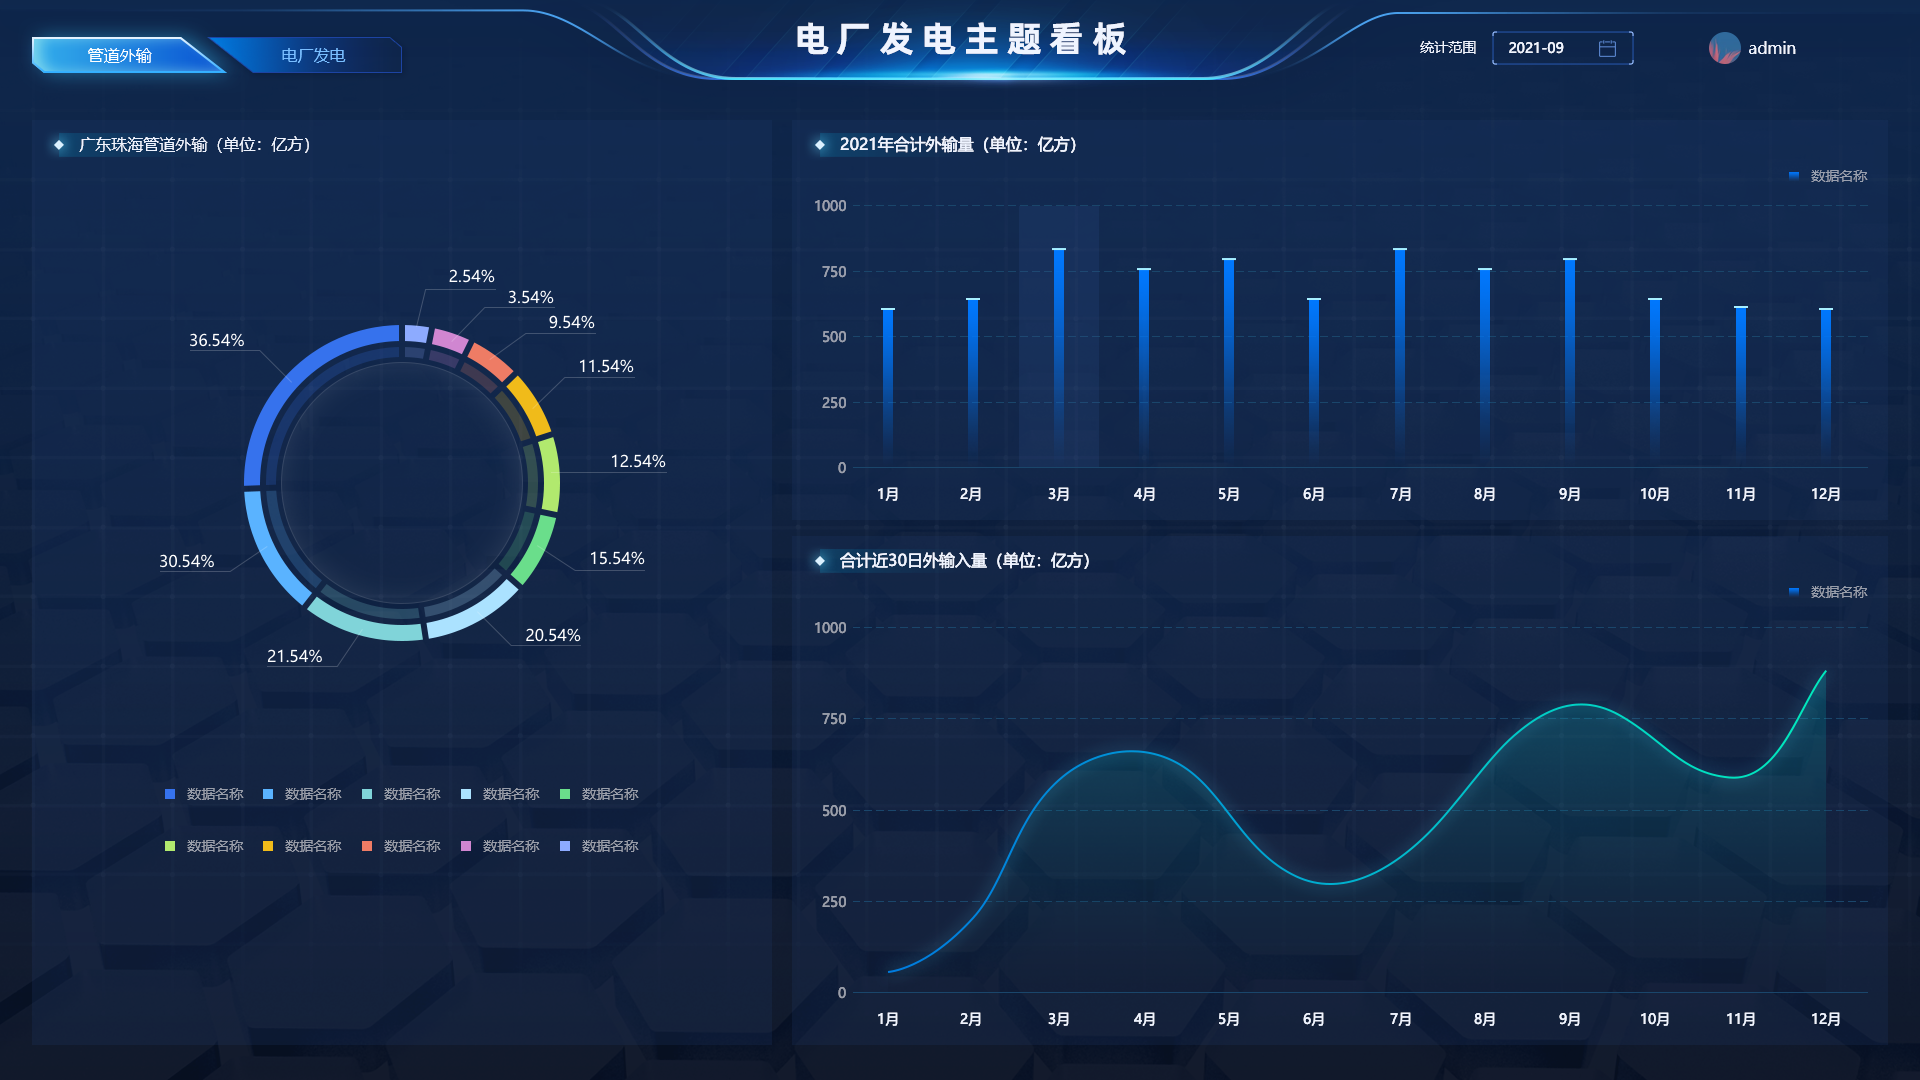 电厂发电主题看板
管道外输
电厂发电
统计范围
2021-09
admin
广东珠海管道外输（单位：亿方）
2.54%
3.54%
9.54%
36.54%
11.54%
12.54%
15.54%
30.54%
20.54%
21.54%
数据名称 数据名称 数据名称 数据名称 数据名称
数据名称 数据名称 数据名称 数据名称 数据名称
2021年合计外输量（单位：亿方）
数据名称
1000
750
500
250
0
1月 2月 3月 4月 5月 6月 7月 8月 9月 10月 11月 12月
合计近30日外输入量（单位：亿方）
数据名称
1000
750
500
250
0
1月 2月 3月 4月 5月 6月 7月 8月 9月 10月 11月 12月